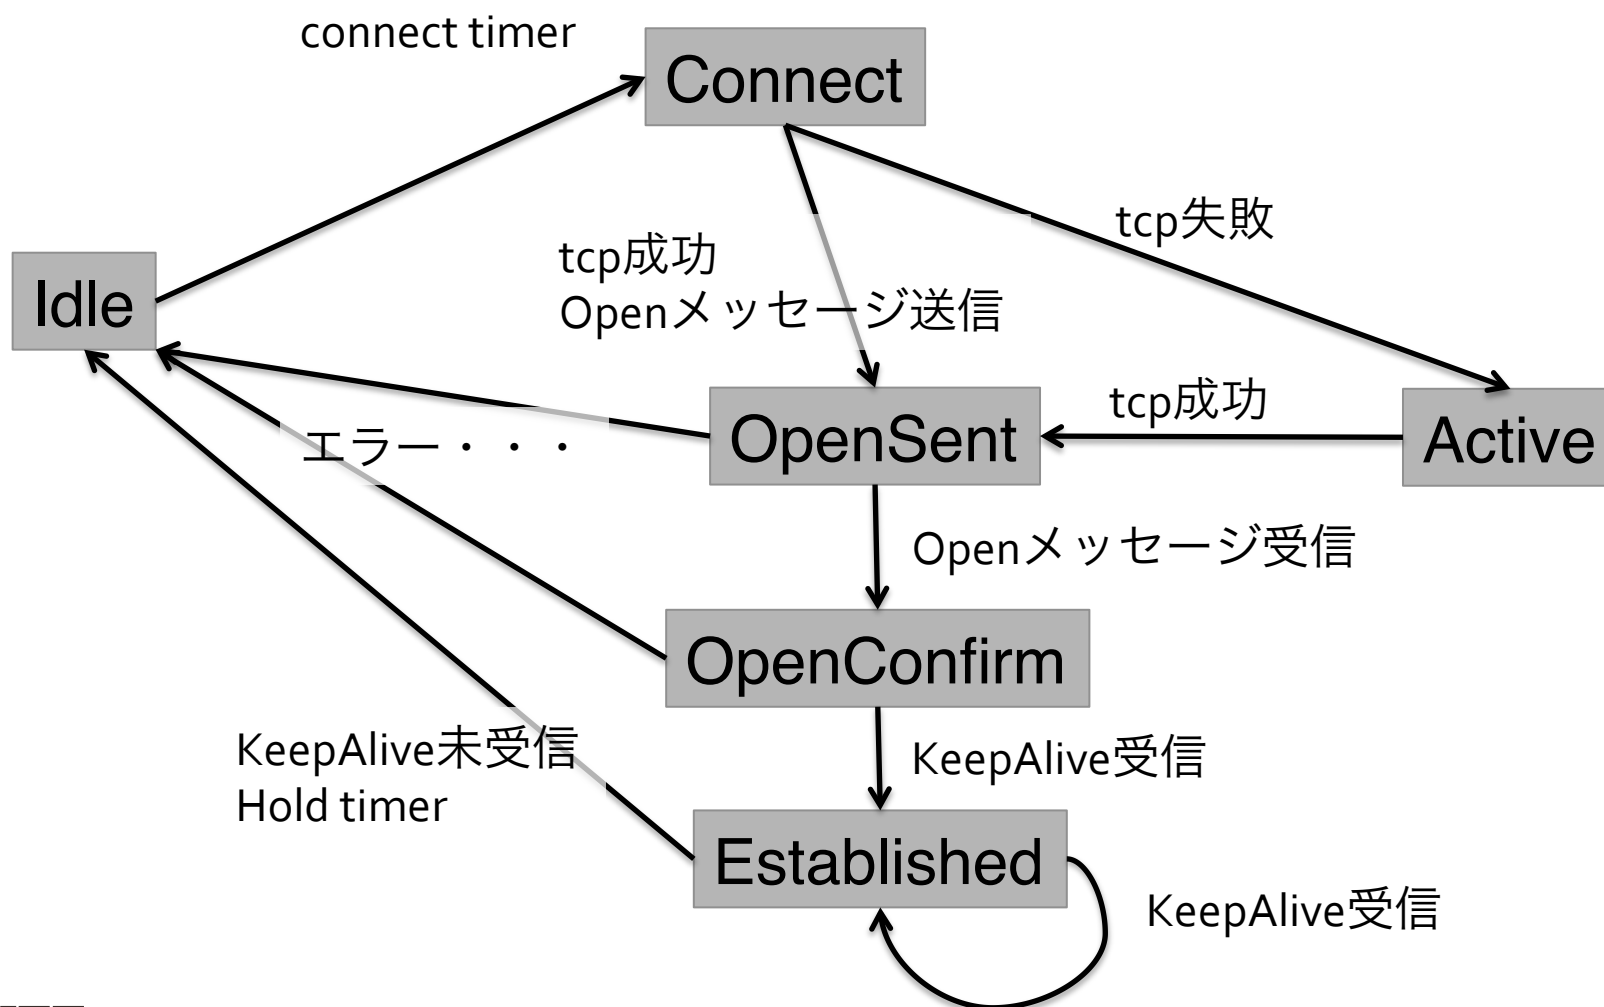 connect timer
Connect
tcp失敗
Idle
tcp成功
Openメッセージ送信
tcp成功
エラー・・・
OpenSent
Active
Openメッセージ受信
OpenConfirm
KeepAlive未受信
Hold timer
KeepAlive受信
Established
KeepAlive受信